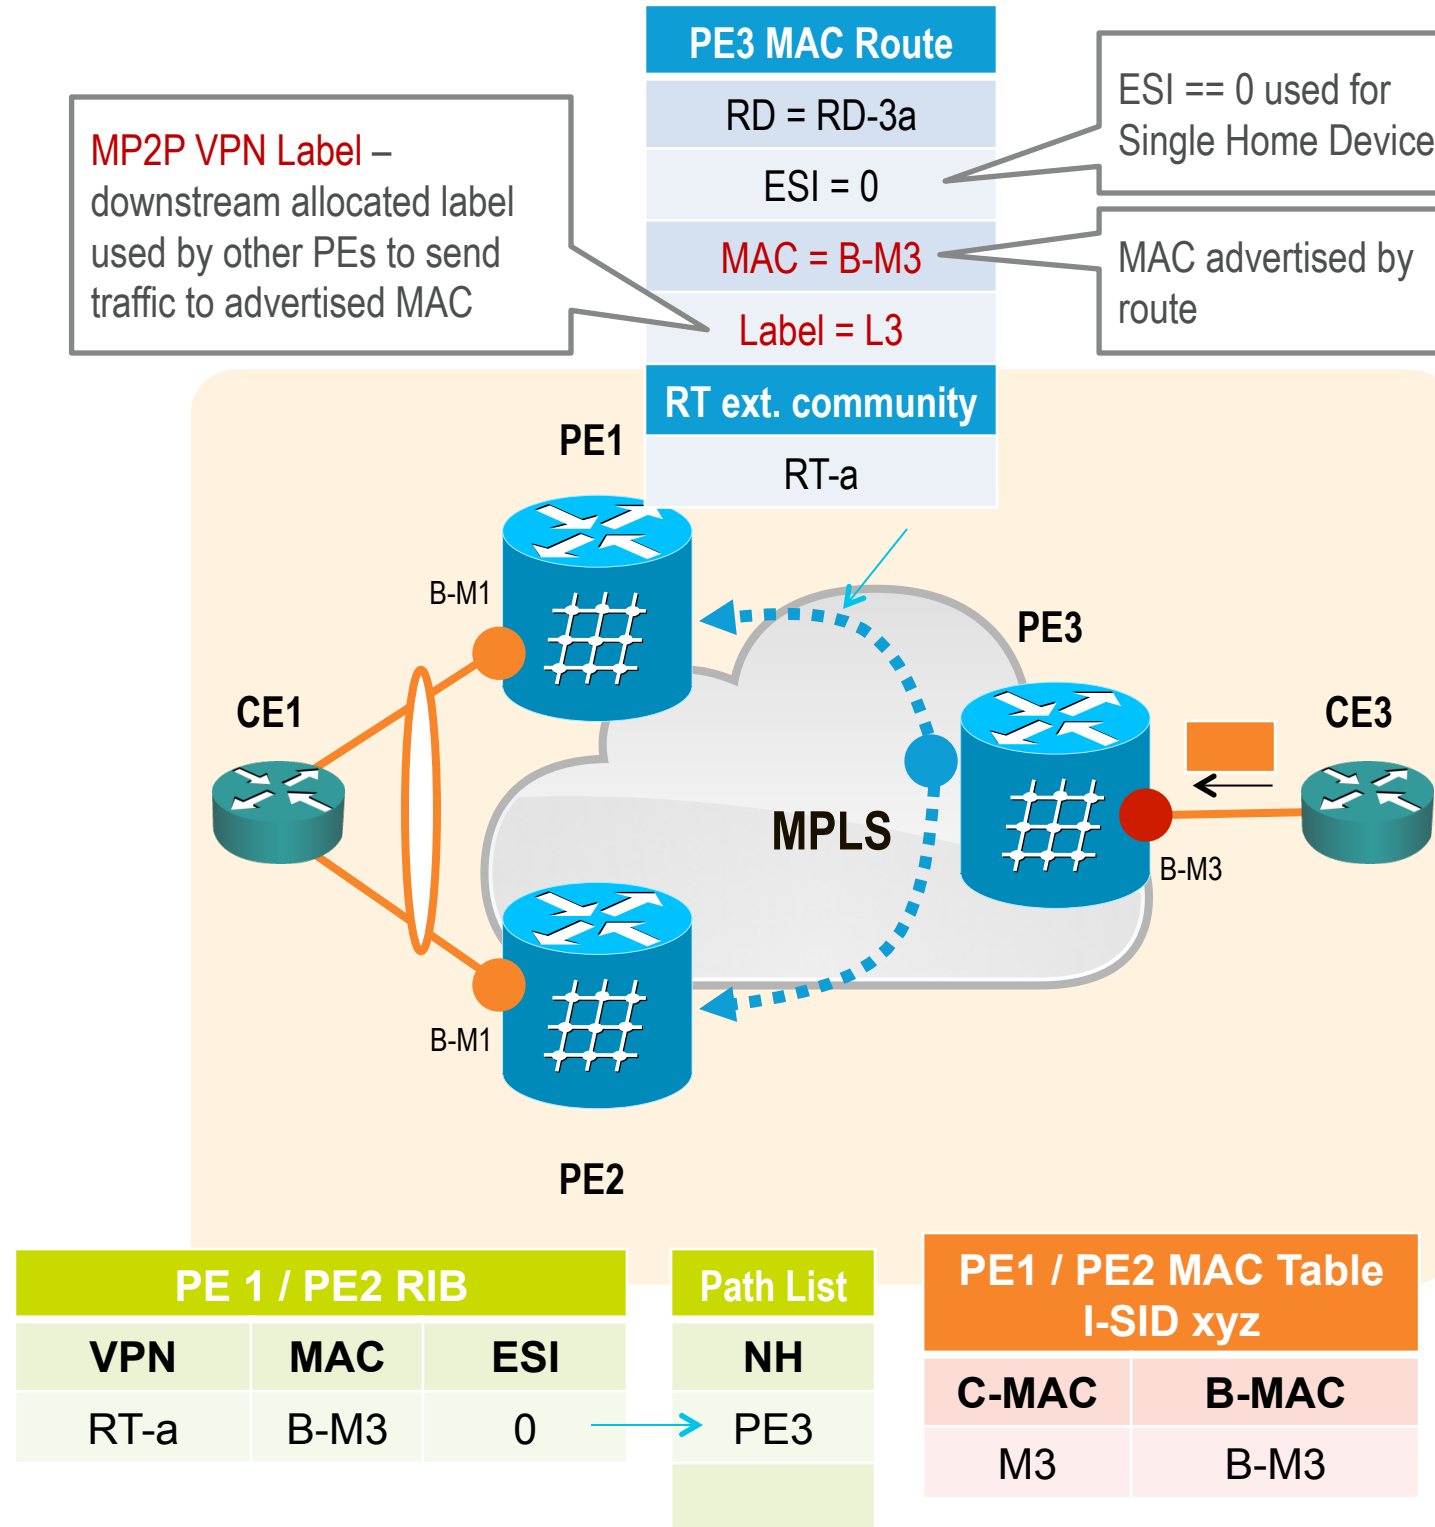 PE3 MAC Route
RD = RD-3a
ESI = 0
MAC = B-M3
Label = L3
RT ext. community
RT-a
MP2P VPN Label –
downstream allocated label
used by other PEs to send
traffic to advertised MAC
ESI == 0 used for
Single Home Device
MAC advertised by
route
PE1
B-M1
PE3
CE1
CE3
MPLS
B-M3
B-M1
PE2
PE 1 / PE2 RIB
VPN MAC ESI
RT-a B-M3 0
Path List
NH
PE3
PE1 / PE2 MAC Table
I-SID xyz
C-MAC B-MAC
M3 B-M3